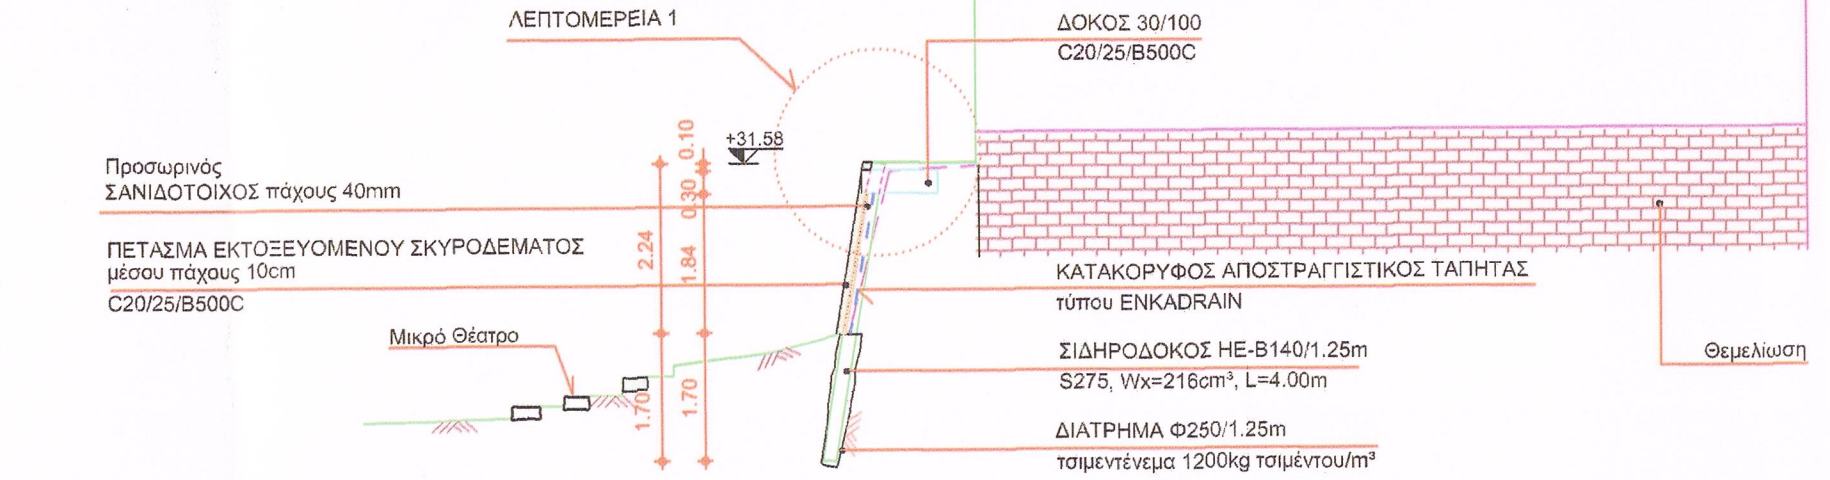 ΛΕΠΤΟΜΕΡΕΙΑ 1
ΔΟΚΟΣ 30/100
C20/25/B500C
+31.58
0.10
0.30
2.24
1.84
1.70
1.70
Προσωρινός
ΣΑΝΙΔΟΤΟΙΧΟΣ πάχους 40mm
ΠΕΤΑΣΜΑ ΕΚΤΟΞΕΥΟΜΕΝΟΥ ΣΚΥΡΟΔΕΜΑΤΟΣ
μέσου πάχους 10cm
C20/25/B500C
Μικρό Θέατρο
ΚΑΤΑΚΟΡΥΦΟΣ ΑΠΟΣΤΡΑΓΓΙΣΤΙΚΟΣ ΤΑΠΗΤΑΣ
τύπου ENKADRAIN
ΣΙΔΗΡΟΔΟΚΟΣ HE-B140/1.25m
S275, Wx=216cm³, L=4.00m
Θεμελίωση
ΔΙΑΤΡΗΜΑ Φ250/1.25m
τσιμεντένεμα 1200kg τσιμέντου/m³